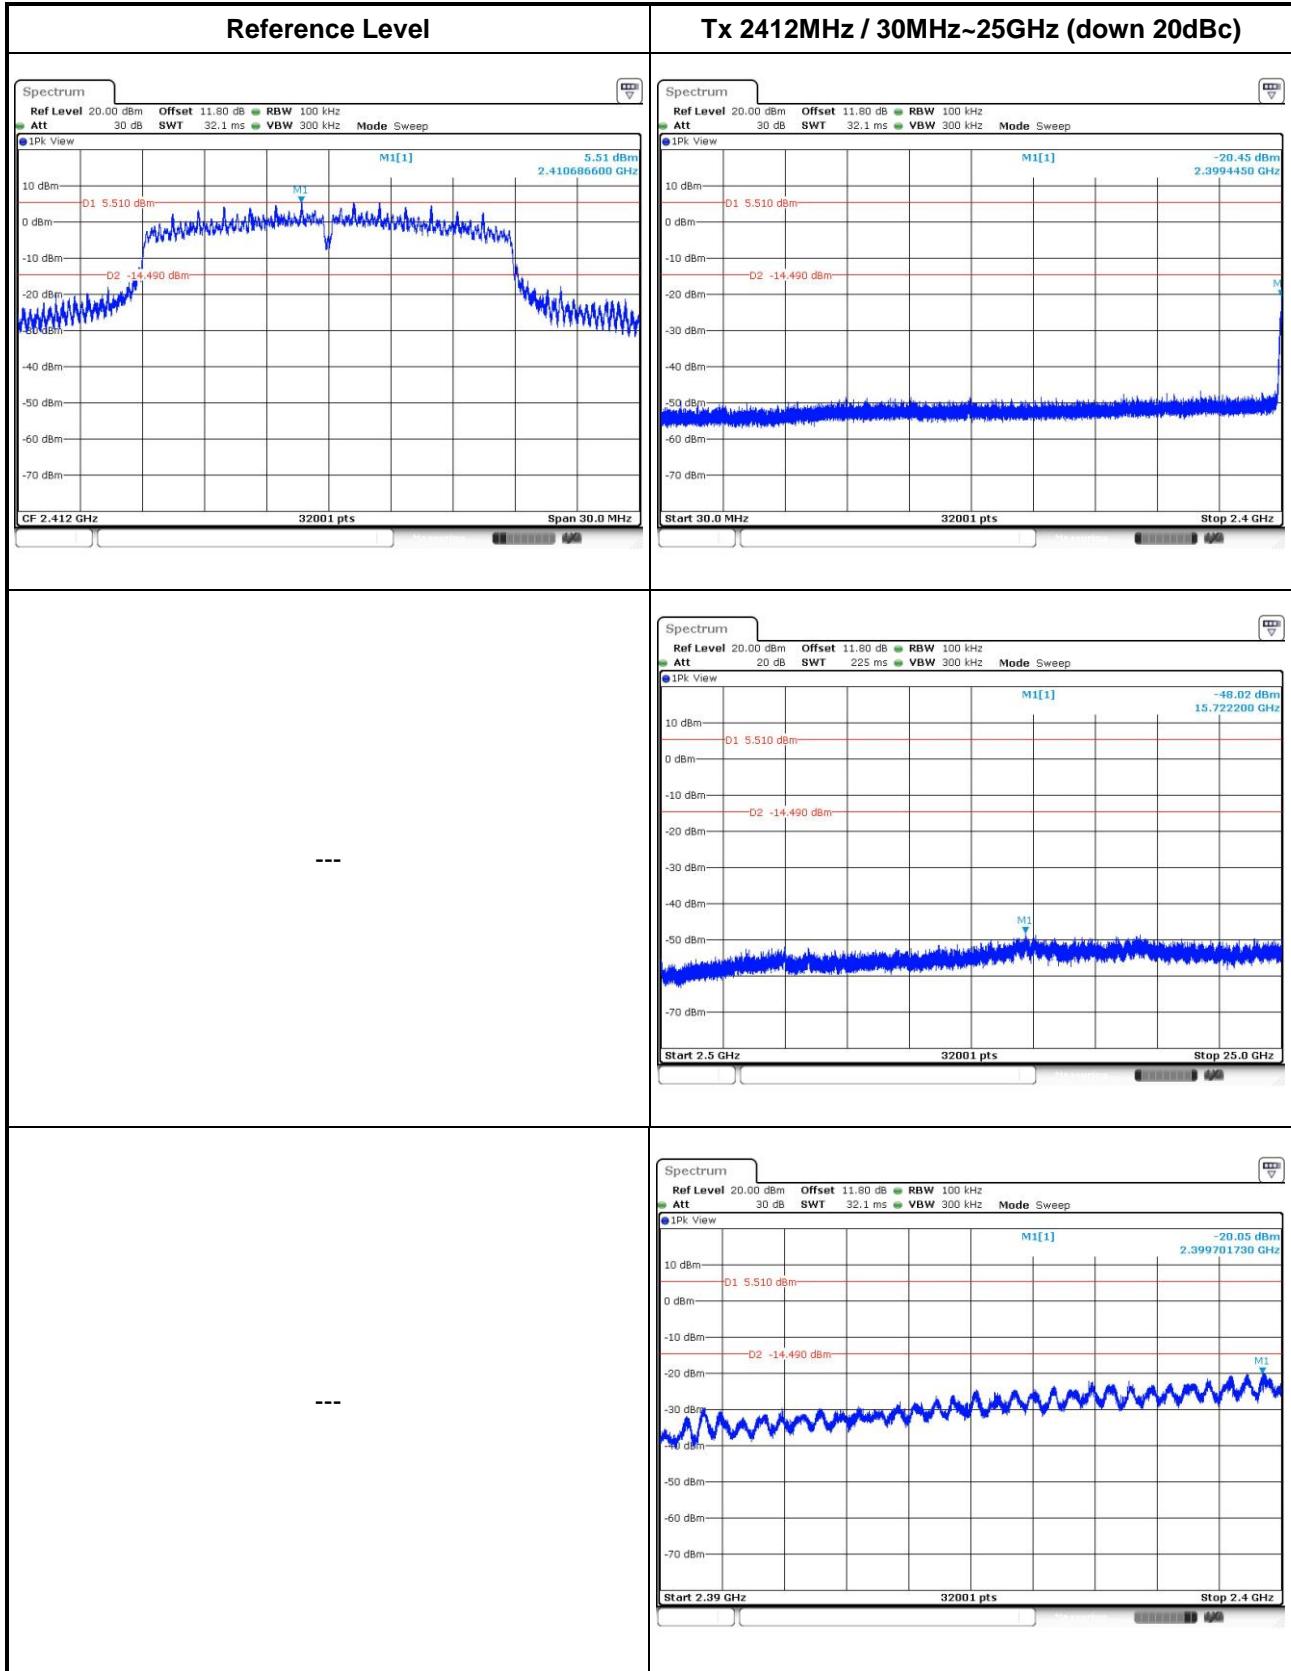 Reference Level
Tx 2412MHz / 30MHz~25GHz (down 20dBc)
Spectrum
Ref Level 20.00 dBm Offset 11.80 dB RBW 100 kHz
Att 30 dB SWT 32.1 ms VBW 300 kHz Mode Sweep
1Pk View
M1[1] 5.51 dBm
2.410686600 GHz
10 dBm
M1
D1 5.510 dBm
0 dBm
-10 dBm
D2 -14.490 dBm
-20 dBm
-30 dBm
-40 dBm
-50 dBm
-60 dBm
-70 dBm
CF 2.412 GHz 32001 pts Span 30.0 MHz
Spectrum
Ref Level 20.00 dBm Offset 11.80 dB RBW 100 kHz
Att 30 dB SWT 32.1 ms VBW 300 kHz Mode Sweep
1Pk View
M1[1] -20.45 dBm
2.3994450 GHz
10 dBm
D1 5.510 dBm
0 dBm
-10 dBm
D2 -14.490 dBm
M
-20 dBm
-30 dBm
-40 dBm
-50 dBm
-60 dBm
-70 dBm
Start 30.0 MHz 32001 pts Stop 2.4 GHz
---
Spectrum
Ref Level 20.00 dBm Offset 11.80 dB RBW 100 kHz
Att 20 dB SWT 225 ms VBW 300 kHz Mode Sweep
1Pk View
M1[1] -48.02 dBm
15.722200 GHz
10 dBm
D1 5.510 dBm
0 dBm
-10 dBm
D2 -14.490 dBm
-20 dBm
-30 dBm
-40 dBm
M1
-50 dBm
-70 dBm
Start 2.5 GHz 32001 pts Stop 25.0 GHz
---
Spectrum
Ref Level 20.00 dBm Offset 11.80 dB RBW 100 kHz
Att 30 dB SWT 32.1 ms VBW 300 kHz Mode Sweep
1Pk View
M1[1] -20.05 dBm
2.399701730 GHz
10 dBm
D1 5.510 dBm
0 dBm
-10 dBm
D2 -14.490 dBm
M1
-20 dBm
-30 dBm
-40 dBm
-50 dBm
-60 dBm
-70 dBm
Start 2.39 GHz 32001 pts Stop 2.4 GHz